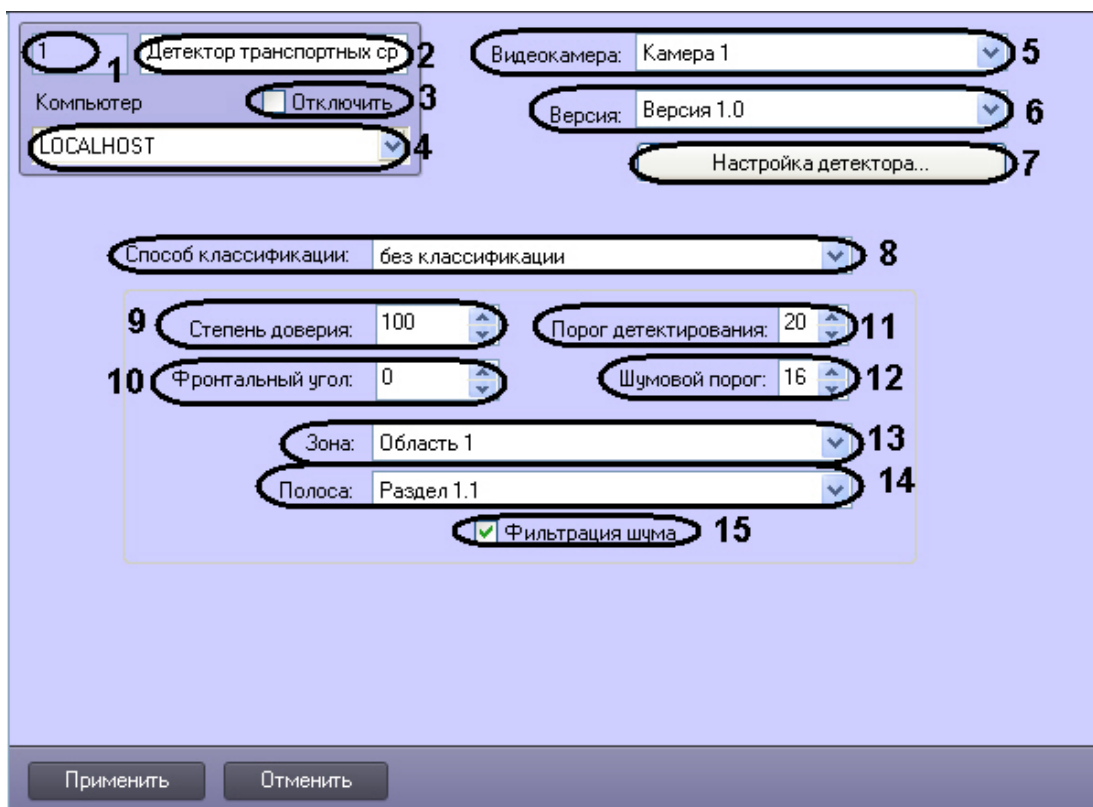 1 1 Детектор транспортных ср 2
Компьютер Отключить 3
LOCALHOST 4
Видеокамера: Камера 1 5
Версия: Версия 1.0 6
Настройка детектора... 7
Способ классификации: без классификации 8
9 Степень доверия: 100 Порог детектирования: 20 11
10 Фронтальный угол: 0 Шумовой порог: 16 12
Зона: Область 1 13
Полоса: Раздел 1.1 14
Фильтрация шума 15
Применить Отменить